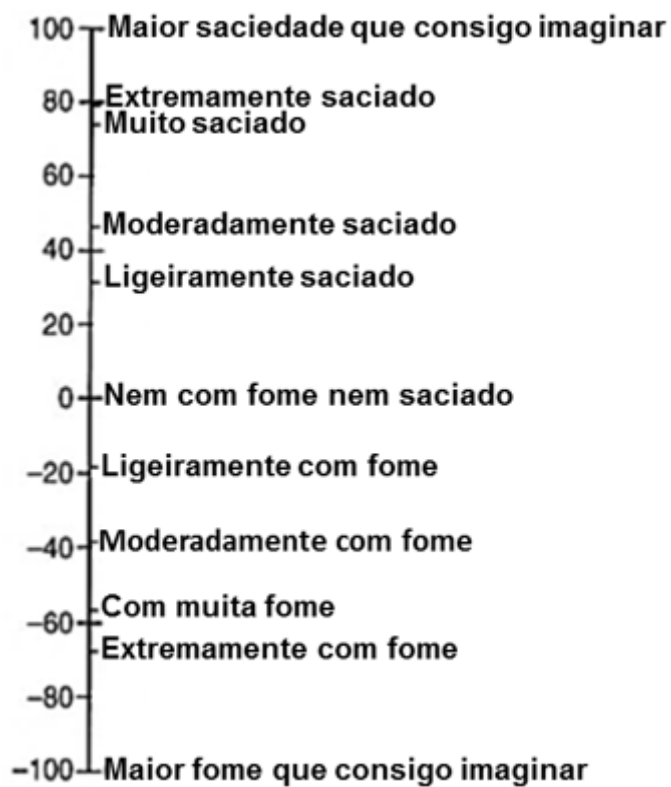 100 Maior saciedade que consigo imaginar
80 Extremamente saciado
Muito saciado
60
Moderadamente saciado
40
Ligeiramente saciado
20
0 Nem com fome nem saciado
Ligeiramente com fome
-20
Moderadamente com fome
-40
Com muita fome
-60
Extremamente com fome
-80
-100 Maior fome que consigo imaginar